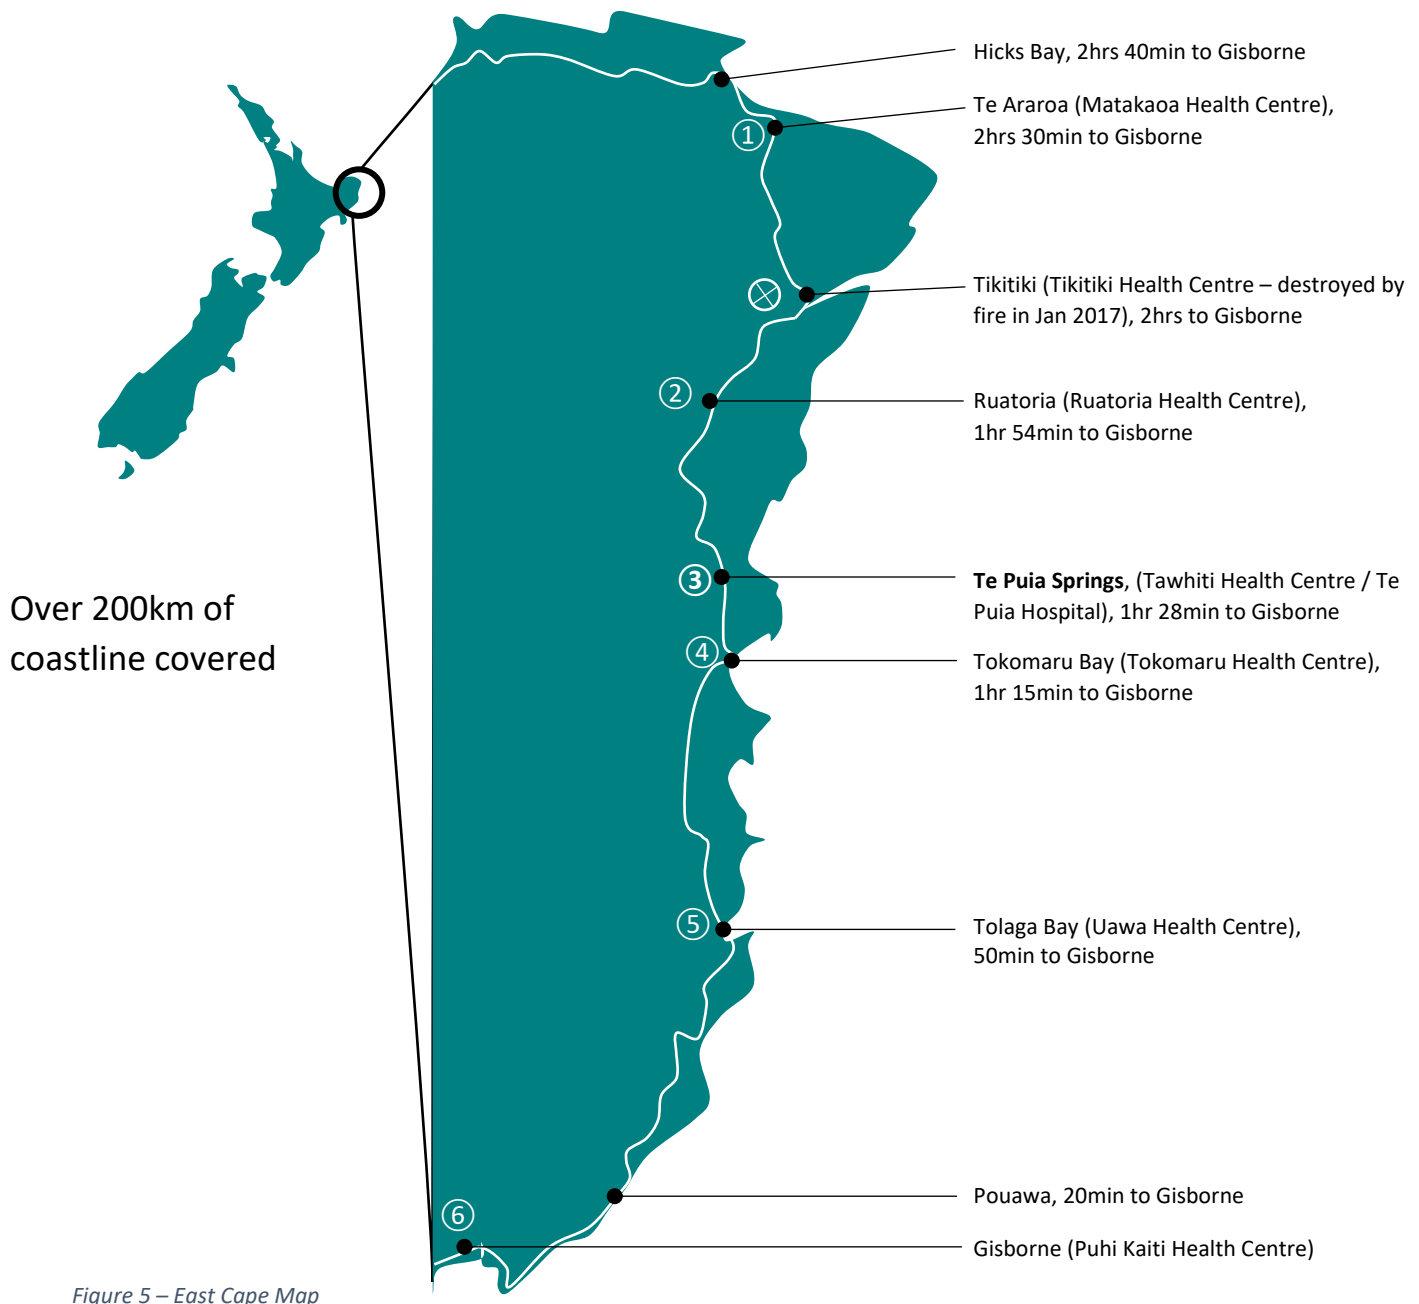 Hicks Bay, 2hrs 40min to Gisborne
Te Araroa (Matakaoa Health Centre),
2hrs 30min to Gisborne
1
Tikitiki (Tikitiki Health Centre – destroyed by
fire in Jan 2017), 2hrs to Gisborne
2
Ruatoria (Ruatoria Health Centre),
1hr 54min to Gisborne
3
Te Puia Springs, (Tawhiti Health Centre / Te
Puia Hospital), 1hr 28min to Gisborne
Over 200km of
coastline covered
4
Tokomaru Bay (Tokomaru Health Centre),
1hr 15min to Gisborne
5
Tolaga Bay (Uawa Health Centre),
50min to Gisborne
Pouawa, 20min to Gisborne
6
Gisborne (Puhi Kaiti Health Centre)
Figure 5 – East Cape Map